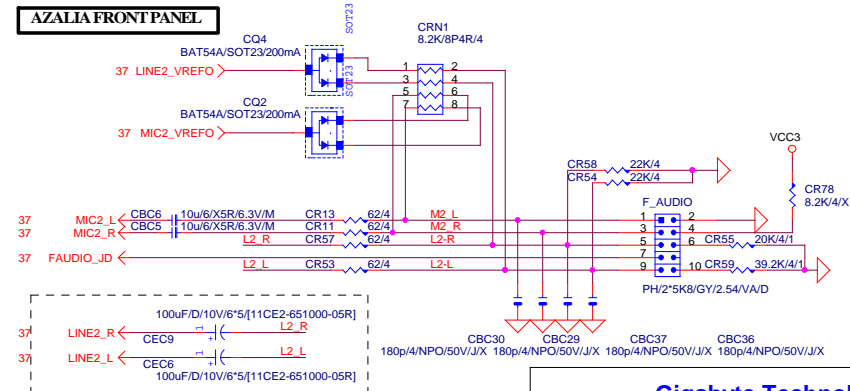 AZALIA FRONT PANEL
SOT23
CQ4
BAT54A/SOT23/200mA
CRN1
8.2K/8P4R/4
37 LINE2_VREFO
1 2
3 4
5 6
7 8
SOT23
CQ2
BAT54A/SOT23/200mA
37 MIC2_VREFO
VCC3
CR58 22K/4
CR54 22K/4
CR78
8.2K/4/X
F_AUDIO
37 MIC2_L CBC6 10u/6/X5R/6.3V/M CR13 62/4 M2_L 1 2
37 MIC2_R CBC5 10u/6/X5R/6.3V/M CR11 62/4 M2_R 3 4
L2_R CR57 62/4 L2-R 5 6 CR55 20K/4/1
37 FAUDIO_JD 7
L2_L CR53 62/4 L2-L 9 10 CR59 39.2K/4/1
PH/2*5K8/GY/2.54/VA/D
100uF/D/10V/6*5/[11CE2-651000-05R]
37 LINE2_R 1 + L2_R
CEC9
37 LINE2_L 1 + L2_L
CEC6
100uF/D/10V/6*5/[11CE2-651000-05R]
CBC30 CBC29 CBC37 CBC36
180p/4/NPO/50V/J/X 180p/4/NPO/50V/J/X 180p/4/NPO/50V/J/X 180p/4/NPO/50V/J/X
Gigabyte Technol